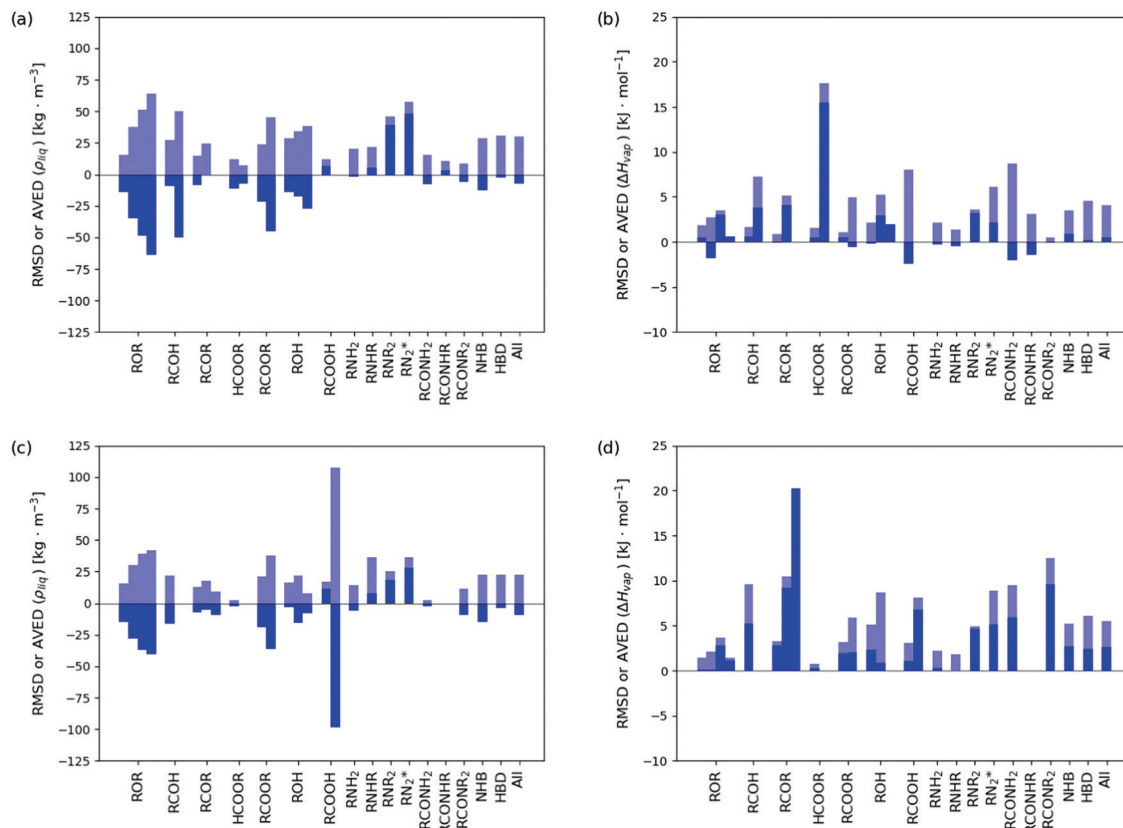 (a)
RMSD or AVED (ρliq) [kg · m⁻³]
125
100
75
50
25
0
−25
−50
−75
−100
−125
ROR
RCOH
RCOR
HCOOR
RCOOR
ROH
RCOOH
RNH₂
RNHR
RNR₂
RN₂*
RCONH₂
RCONHR
RCONR₂
NHB
HBD
All
(b)
RMSD or AVED (ΔHvap) [kJ · mol⁻¹]
25
20
15
10
5
0
−5
−10
ROR
RCOH
RCOR
HCOOR
RCOOR
ROH
RCOOH
RNH₂
RNHR
RNR₂
RN₂*
RCONH₂
RCONHR
RCONR₂
NHB
HBD
All
(c)
RMSD or AVED (ρliq) [kg · m⁻³]
125
100
75
50
25
0
−25
−50
−75
−100
−125
ROR
RCOH
RCOR
HCOOR
RCOOR
ROH
RCOOH
RNH₂
RNHR
RNR₂
RN₂*
RCONH₂
RCONHR
RCONR₂
NHB
HBD
All
(d)
RMSD or AVED (ΔHvap) [kJ · mol⁻¹]
25
20
15
10
5
0
−5
−10
ROR
RCOH
RCOR
HCOOR
RCOOR
ROH
RCOOH
RNH₂
RNHR
RNR₂
RN₂*
RCONH₂
RCONHR
RCONR₂
NHB
HBD
All